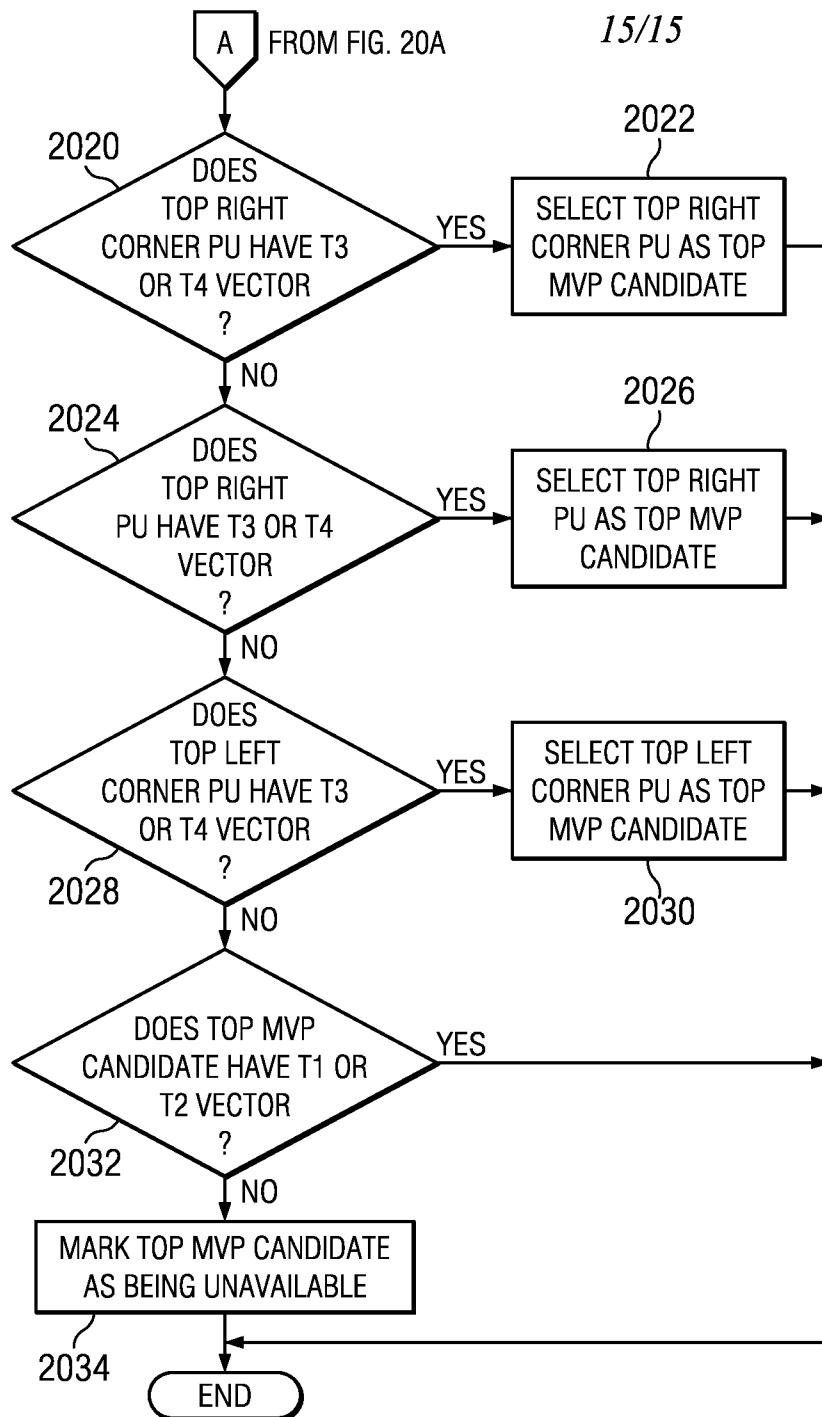 A FROM FIG. 20A
15/15
2020
DOES
TOP RIGHT
CORNER PU HAVE T3
OR T4 VECTOR
?
YES
2022
SELECT TOP RIGHT
CORNER PU AS TOP
MVP CANDIDATE
NO
2024
DOES
TOP RIGHT
PU HAVE T3 OR T4
VECTOR
?
YES
2026
SELECT TOP RIGHT
PU AS TOP MVP
CANDIDATE
NO
DOES
TOP LEFT
CORNER PU HAVE T3
OR T4 VECTOR
?
2028
YES
SELECT TOP LEFT
CORNER PU AS TOP
MVP CANDIDATE
2030
NO
DOES TOP MVP
CANDIDATE HAVE T1 OR
T2 VECTOR
?
2032
YES
NO
MARK TOP MVP CANDIDATE
AS BEING UNAVAILABLE
2034
END